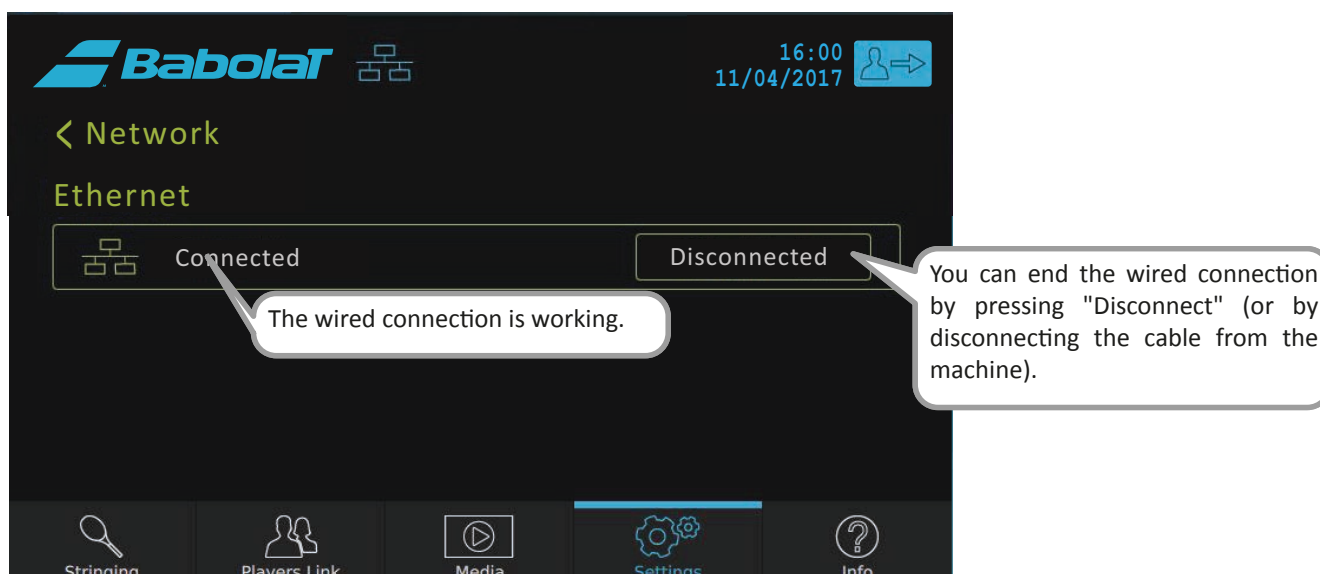 BabolaT
16:00
11/04/2017
< Network
Ethernet
Connected
Disconnected
The wired connection is working.
You can end the wired connection
by pressing "Disconnect" (or by
disconnecting the cable from the
machine).
Stringing
Players Link
Media
Settings
Info